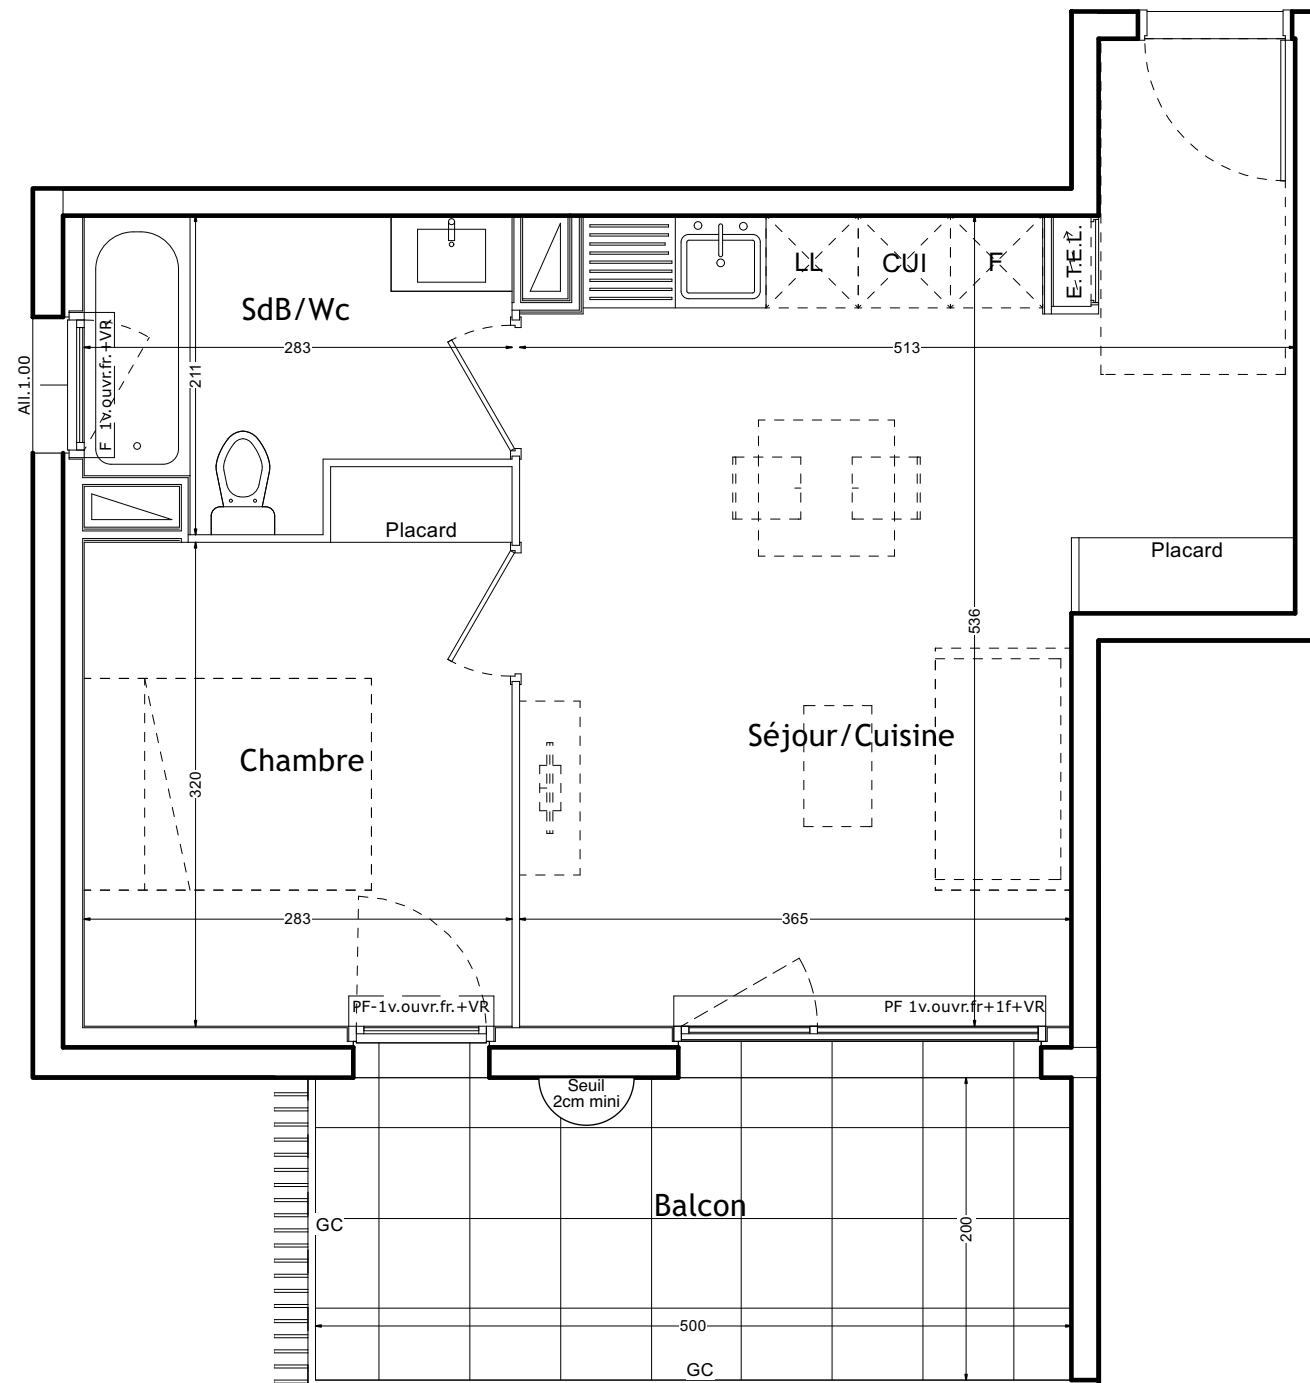 E.T.E.L.
LL
CUI
F
SdB/Wc
283
513
All.1.00
F 1v.ouvr.fr.+VR
211
Placard
Placard
536
Séjour/Cuisine
Chambre
320
283
365
PF-1v.ouvr.fr.+VR
PF 1v.ouvr.fr+1f+VR
Seuil
2cm mini
Balcon
GC
200
500
GC